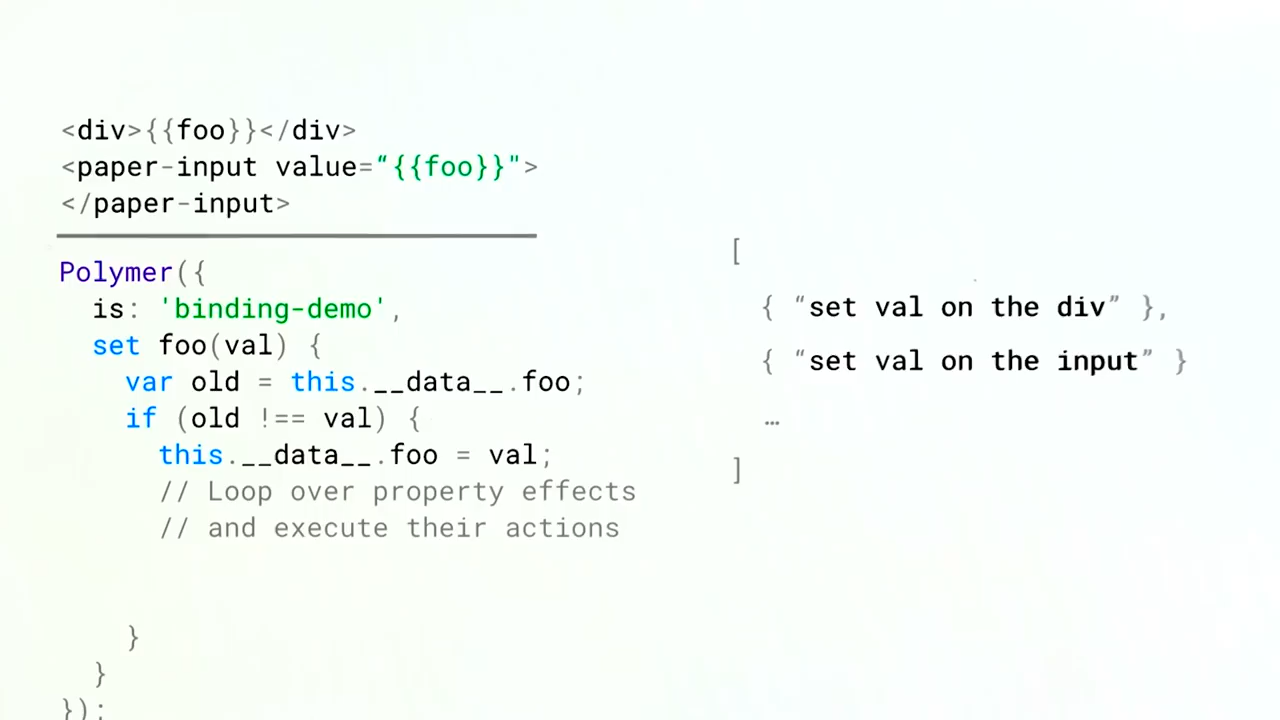 <div>{{foo}}</div>
<paper-input value=“{{foo}}">
</paper-input>
Polymer({
  is: 'binding-demo',
  set foo(val) {
    var old = this.__data__.foo;
    if (old !== val) {
      this.__data__.foo = val;
      // Loop over property effects
      // and execute their actions
    }
  }
});
[
  { “set val on the div” },
  { “set val on the input” }
  …
]